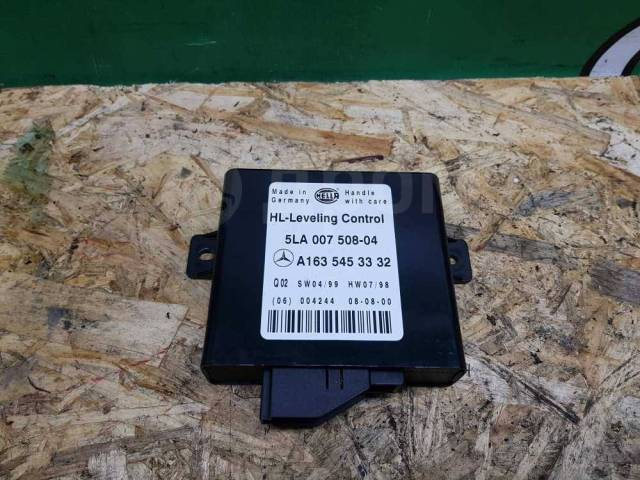 Made in Germany HELLA Handle with care
HL-Leveling Control
5LA 007 508-04
A163 545 33 32
Q02 SW04/99 HW07/98
(06) 004244 08-08-00